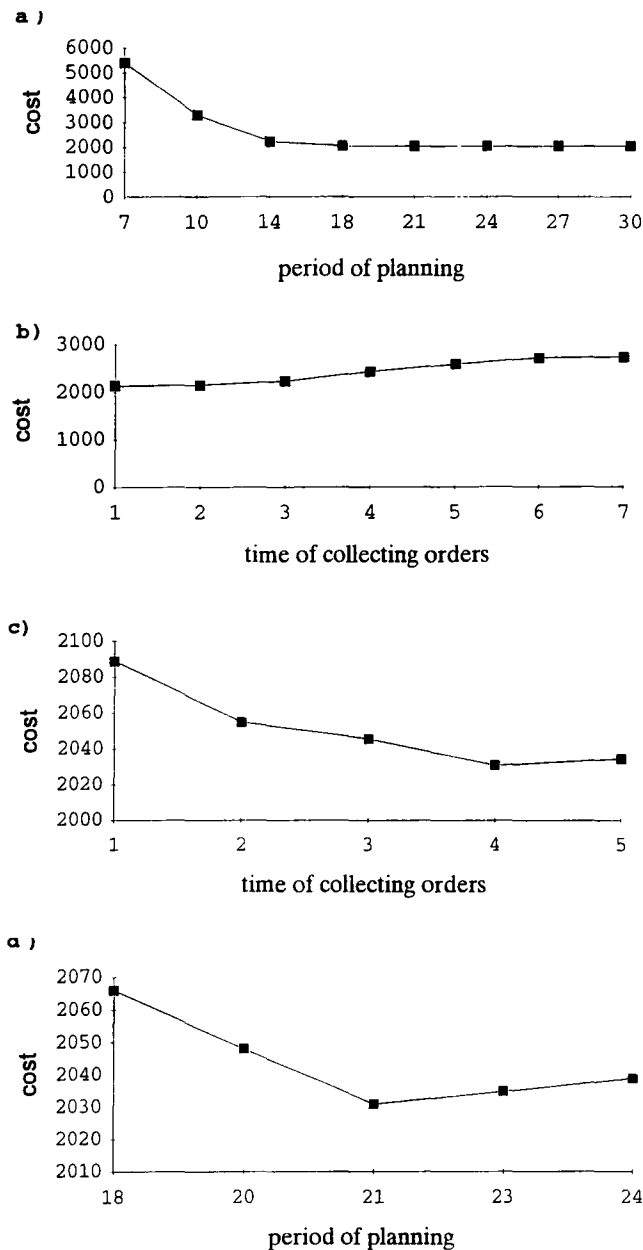 a )
6000
5000
4000
3000
2000
1000
0
cost
7 10 14 18 21 24 27 30
period of planning
b)
3000
2000
1000
0
cost
1 2 3 4 5 6 7
time of collecting orders
c)
2100
2080
2060
2040
2020
2000
cost
1 2 3 4 5
time of collecting orders
d )
2070
2060
2050
2040
2030
2020
2010
cost
18 20 21 23 24
period of planning